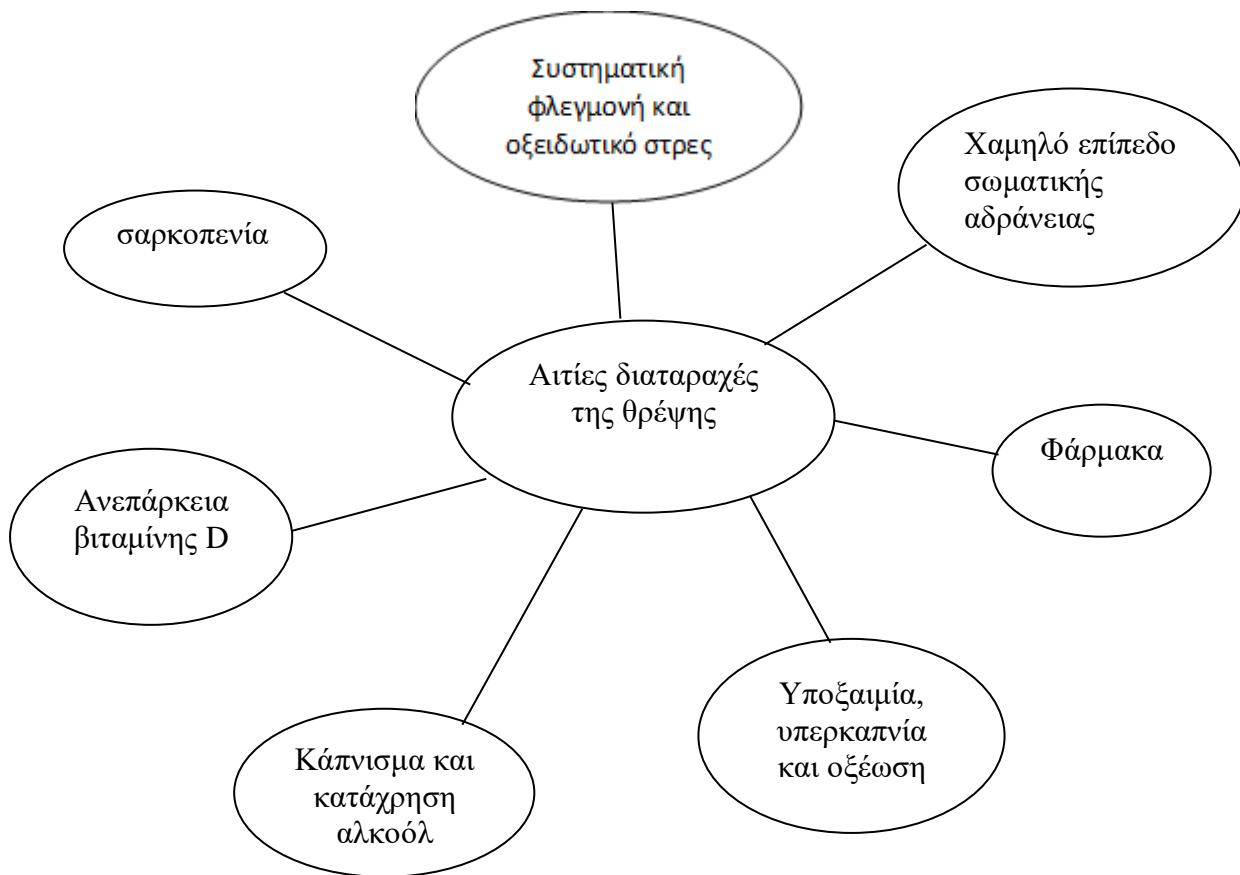 Συστηματική
φλεγμονή και
οξειδωτικό στρες
Χαμηλό επίπεδο
σωματικής
αδράνειας
σαρκοπενία
Αιτίες διαταραχές
της θρέψης
Φάρμακα
Ανεπάρκεια
βιταμίνης D
Υποξαιμία,
υπερκαπνία
και οξέωση
Κάπνισμα και
κατάχρηση
αλκοόλ